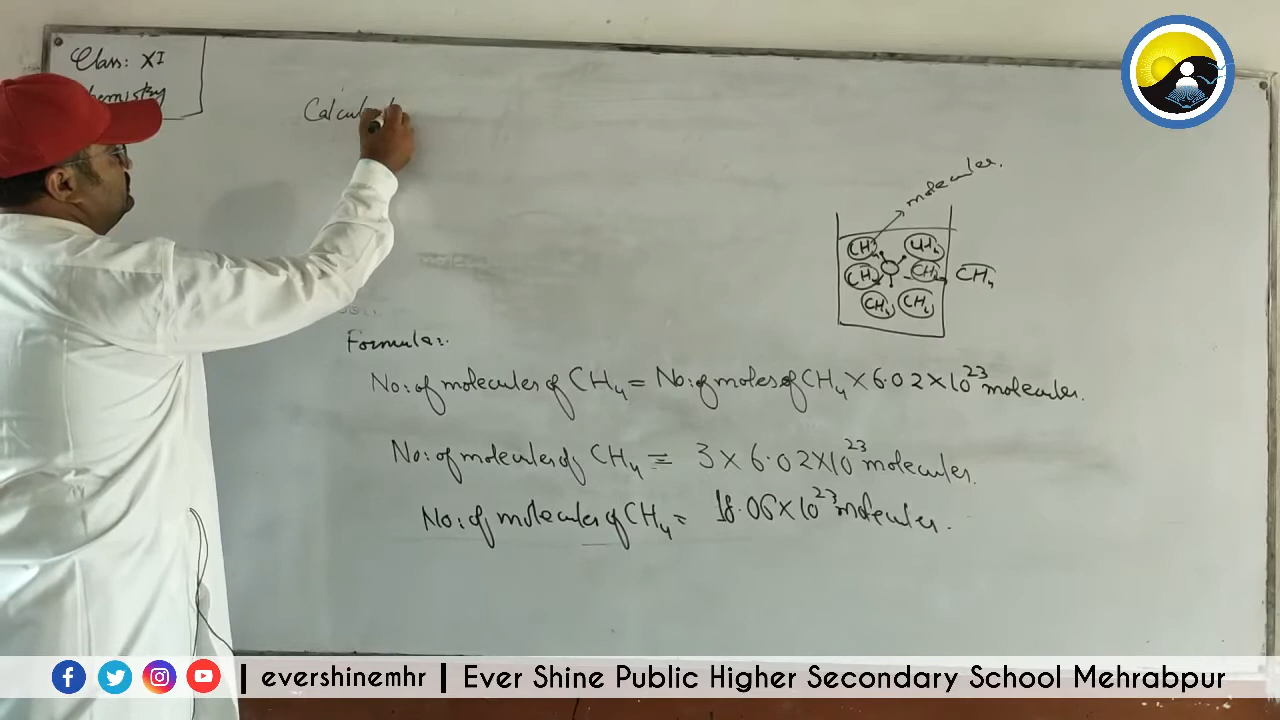 Class: XI
Chemistry
Calcul
molecules.
CH₄ CH₄
CH₄ CH₄ CH₄
CH₄ CH₄
Formula:.
No: of molecules of CH₄ = No: of moles of CH₄ × 6.02 × 10²³ molecules.
No: of molecules of CH₄ = 3 × 6.02 × 10²³ molecules.
No: of molecules of CH₄ = 18.06 × 10²³ molecules.
| evershinemhr | Ever Shine Public Higher Secondary School Mehrabpur